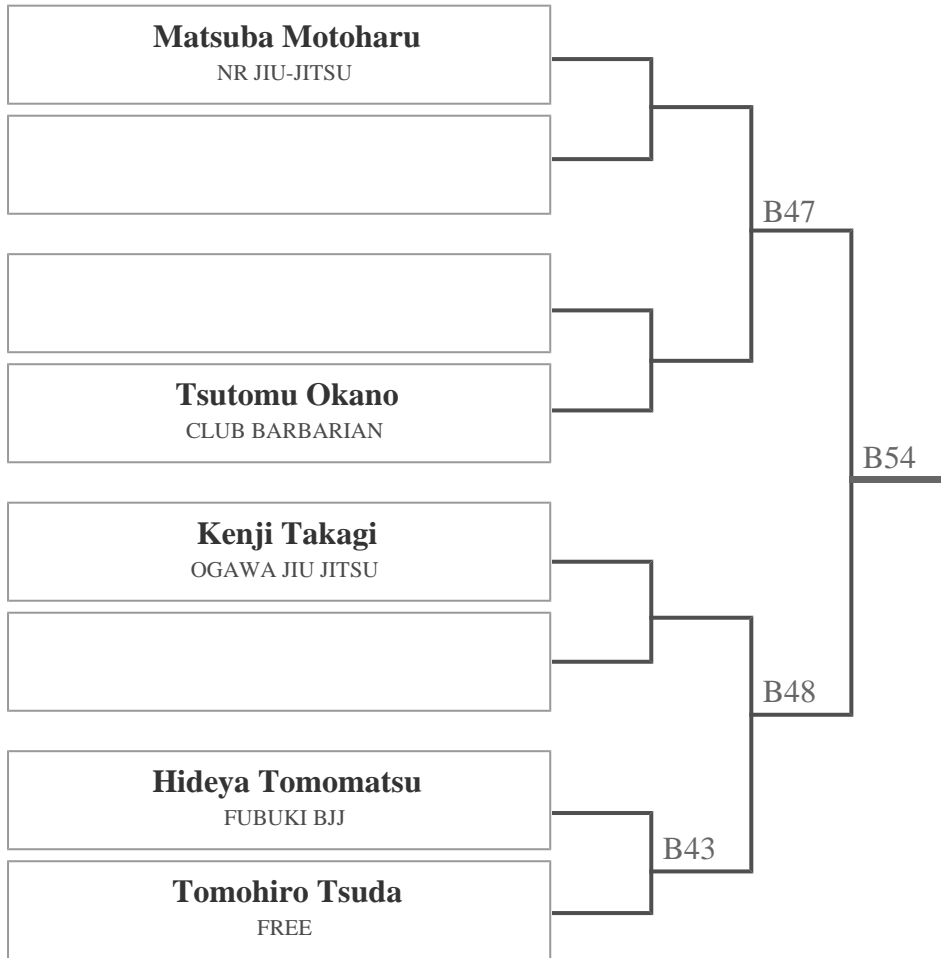 Matsuba Motoharu
NR JIU-JITSU
B47
Tsutomu Okano
CLUB BARBARIAN
B54
Kenji Takagi
OGAWA JIU JITSU
B48
Hideya Tomomatsu
FUBUKI BJJ
B43
Tomohiro Tsuda
FREE